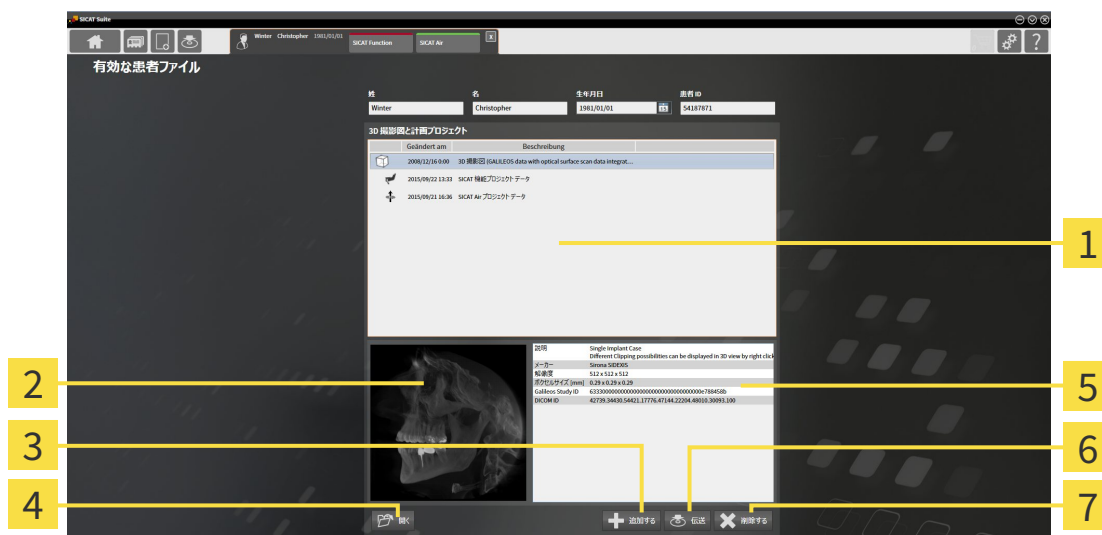 SICAT Suite
Winter Christopher 1981/01/01
SICAT Function
SICAT Air
x
?
有効な患者ファイル
姓 名 生年月日 患者 ID
Winter Christopher 1981/01/01 15 54187871
3D 撮影図と計画プロジェクト
Geändert am Beschreibung
2008/12/16 0:00 3D 撮影図 (GALILEOS data with optical surface scan data integrat...
2015/09/22 13:33 SICAT 機能プロジェクト データ
2015/09/21 16:36 SICAT Air プロジェクト データ
1
説明 Single Implant Case
Different Clipping possibilities can be displayed in 3D view by right click
メーカー Sirona SIDEXIS
解像度 512 x 512 x 512
ボクセルサイズ [mm] 0.29 x 0.29 x 0.29
Galileos Study ID
DICOM ID 42739.34430.54421.17776.47144.22204.48010.30093.100
2
5
3
6
4
7
開く 追加する 伝送 削除する